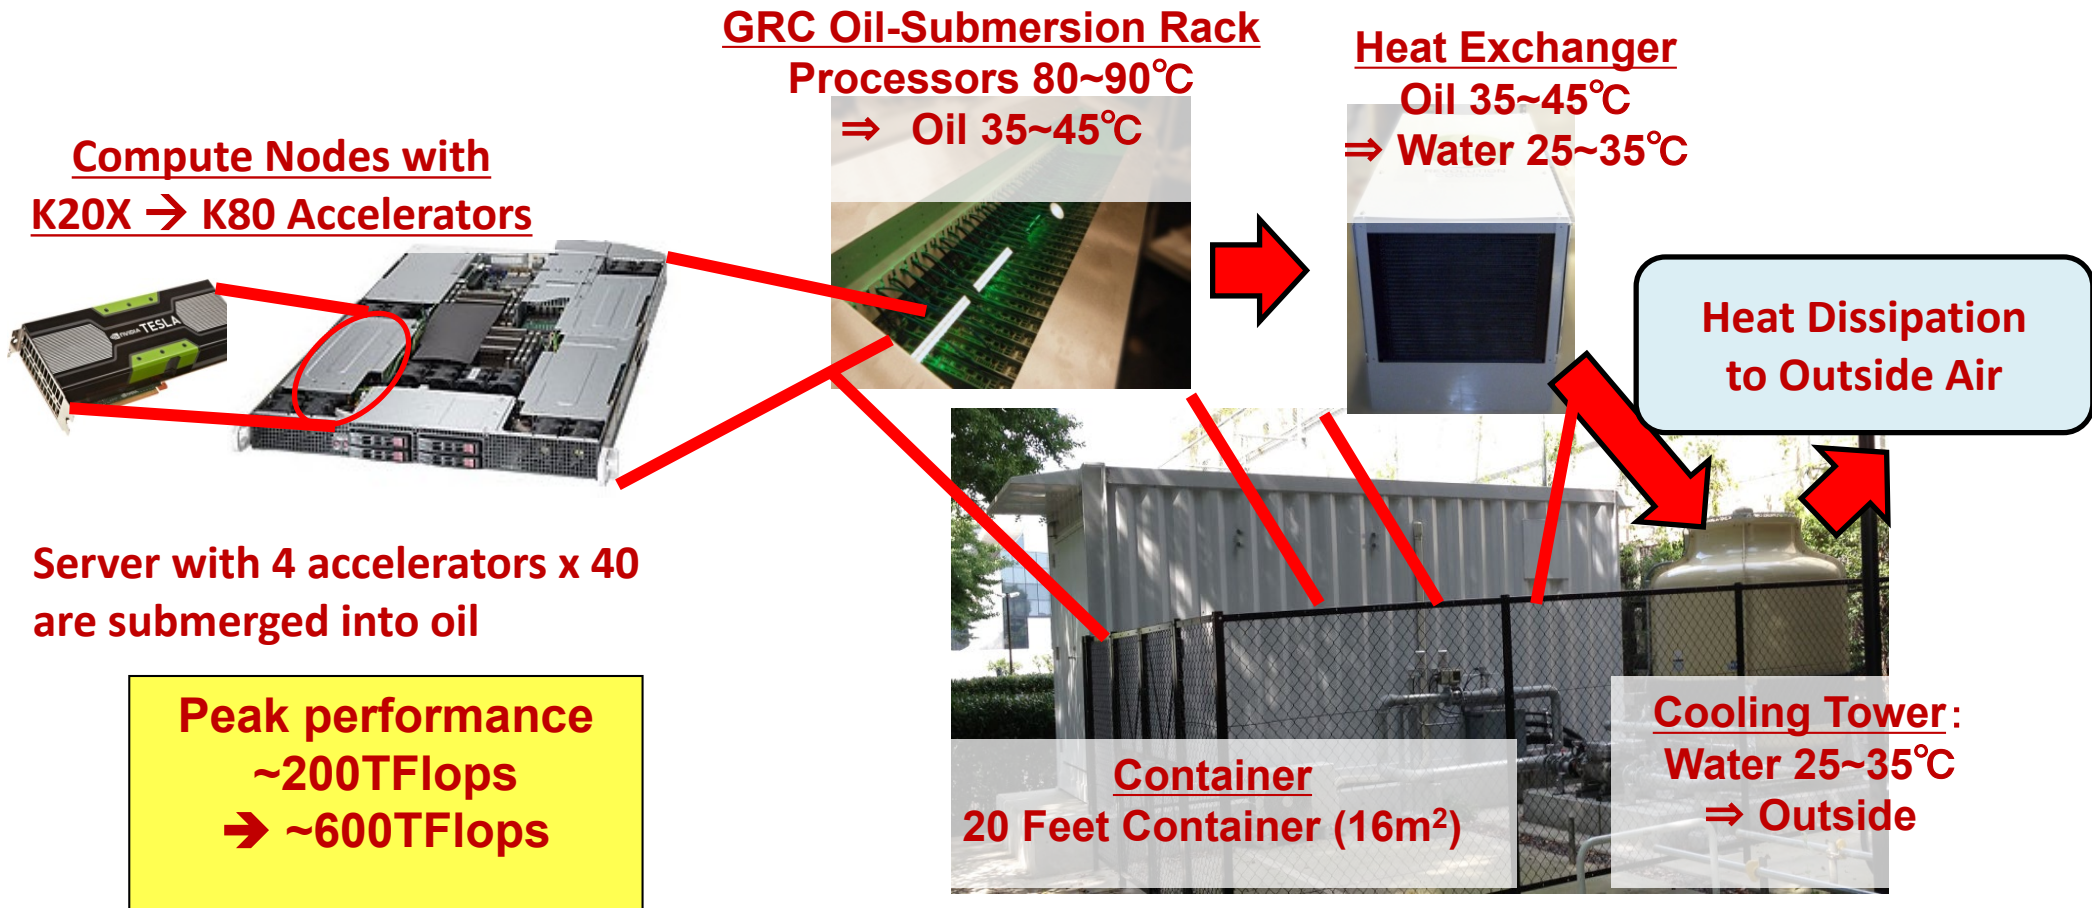 GRC Oil-Submersion Rack
Processors 80~90℃
⇒ Oil 35~45℃
Heat Exchanger
Oil 35~45℃
⇒ Water 25~35℃
Compute Nodes with
K20X → K80 Accelerators
NVIDIA TESLA
Heat Dissipation
to Outside Air
Server with 4 accelerators x 40
are submerged into oil
Peak performance
~200TFlops
→ ~600TFlops
Container
20 Feet Container (16m²)
Cooling Tower:
Water 25~35℃
⇒ Outside